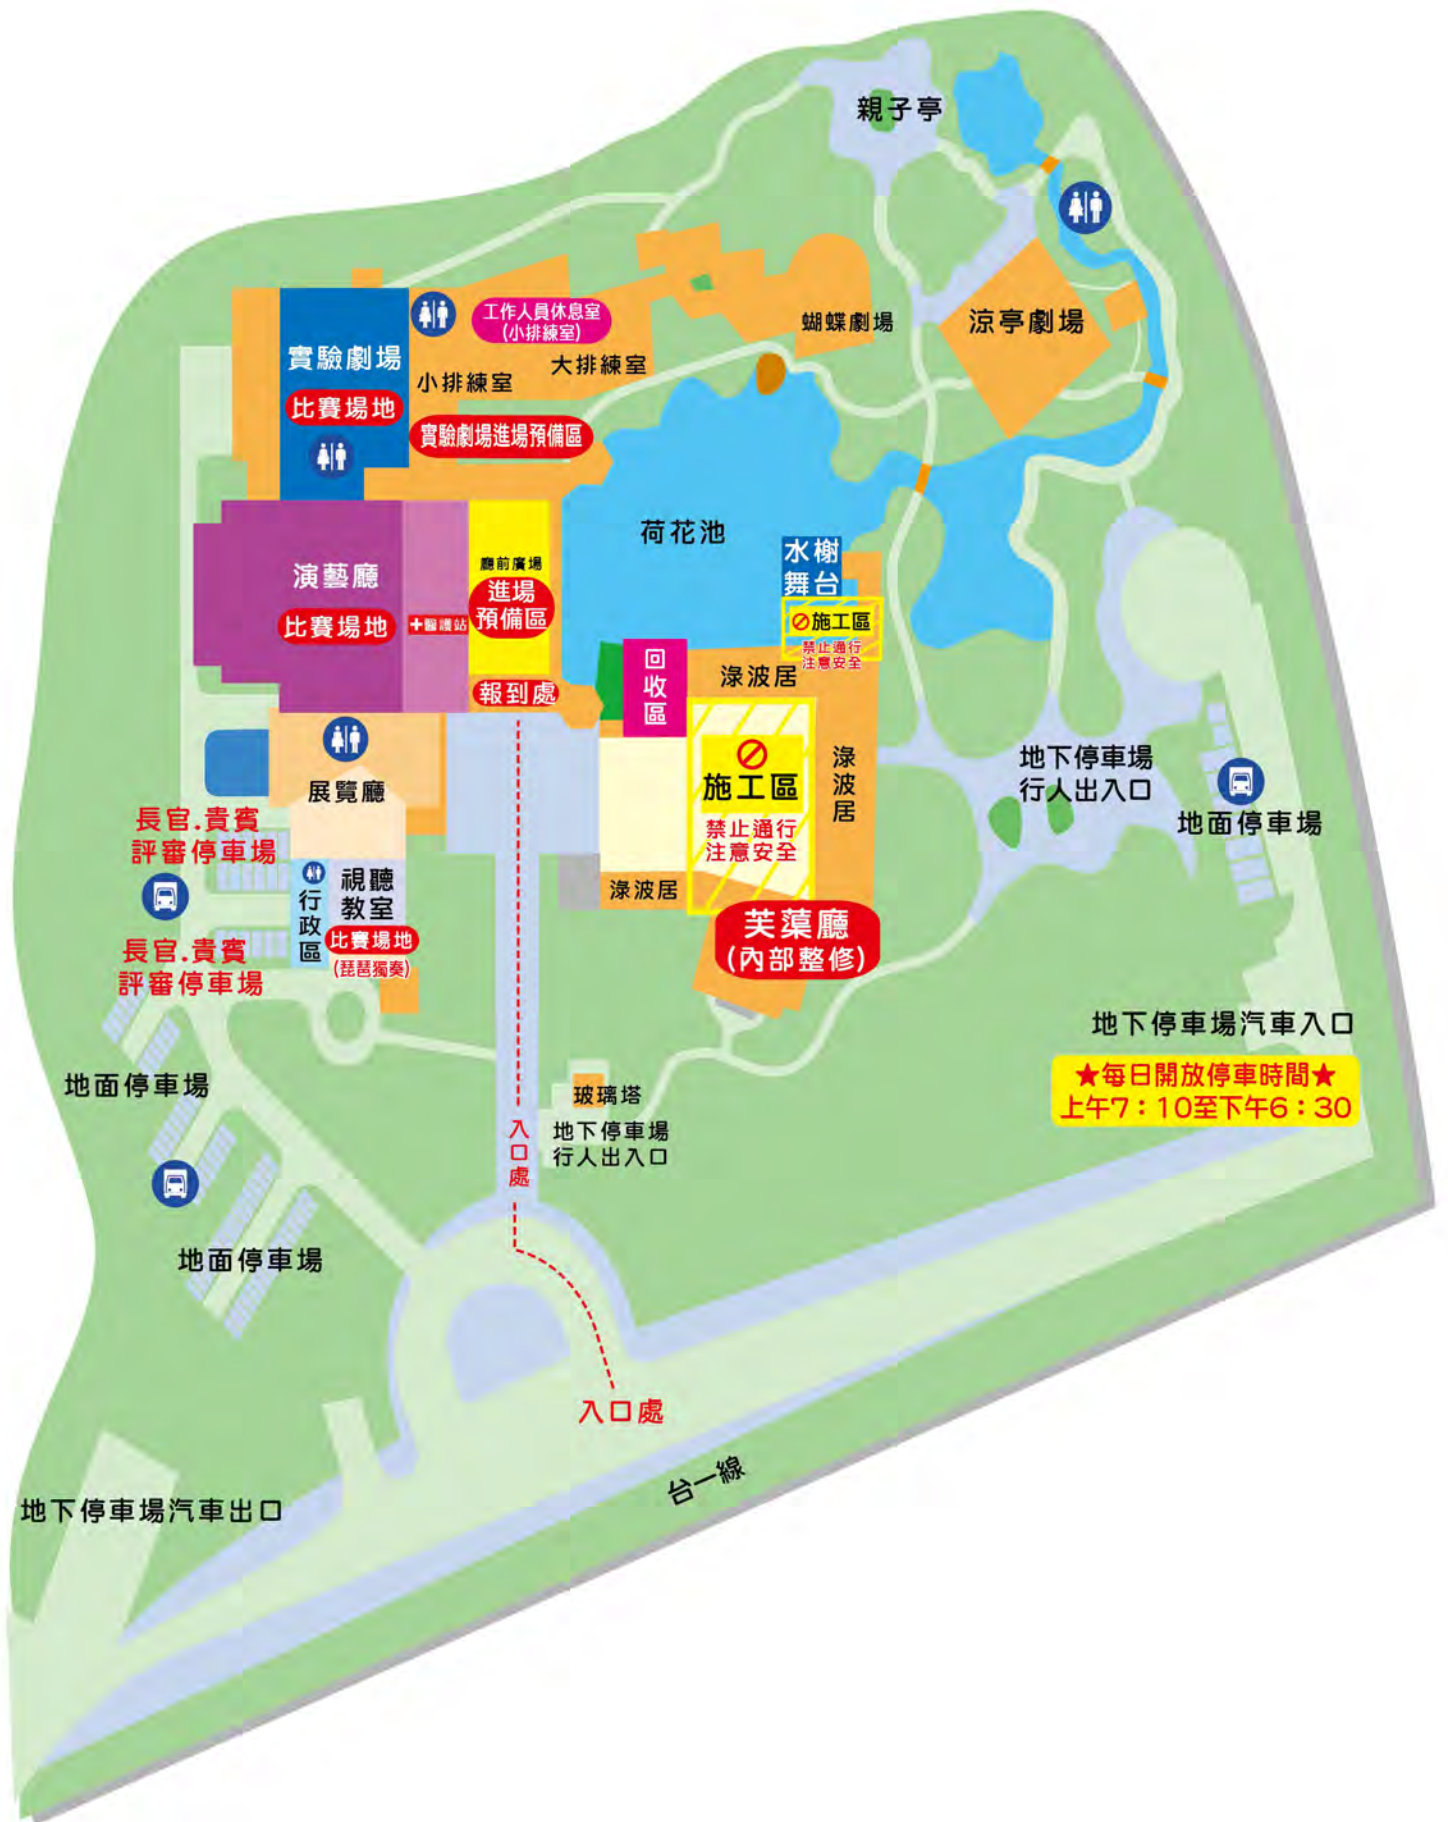 親子亭
工作人員休息室
(小排練室)
蝴蝶劇場
涼亭劇場
實驗劇場
大排練室
小排練室
比賽場地
實驗劇場進場預備區
荷花池
水榭
舞台
廳前廣場
進場
預備區
演藝廳
比賽場地
醫護站
施工區
禁止通行
注意安全
回
收
區
淥波居
報到處
施工區
禁止通行
注意安全
淥
波
居
地下停車場
行人出入口
地面停車場
展覽廳
長官.貴賓
評審停車場
視聽
教室
行
政
區
比賽場地
(琵琶獨奏)
淥波居
芙蕖廳
(內部整修)
長官.貴賓
評審停車場
地下停車場汽車入口
★每日開放停車時間★
上午7：10至下午6：30
地面停車場
玻璃塔
地下停車場
行人出入口
入
口
處
地面停車場
入口處
台一線
地下停車場汽車出口